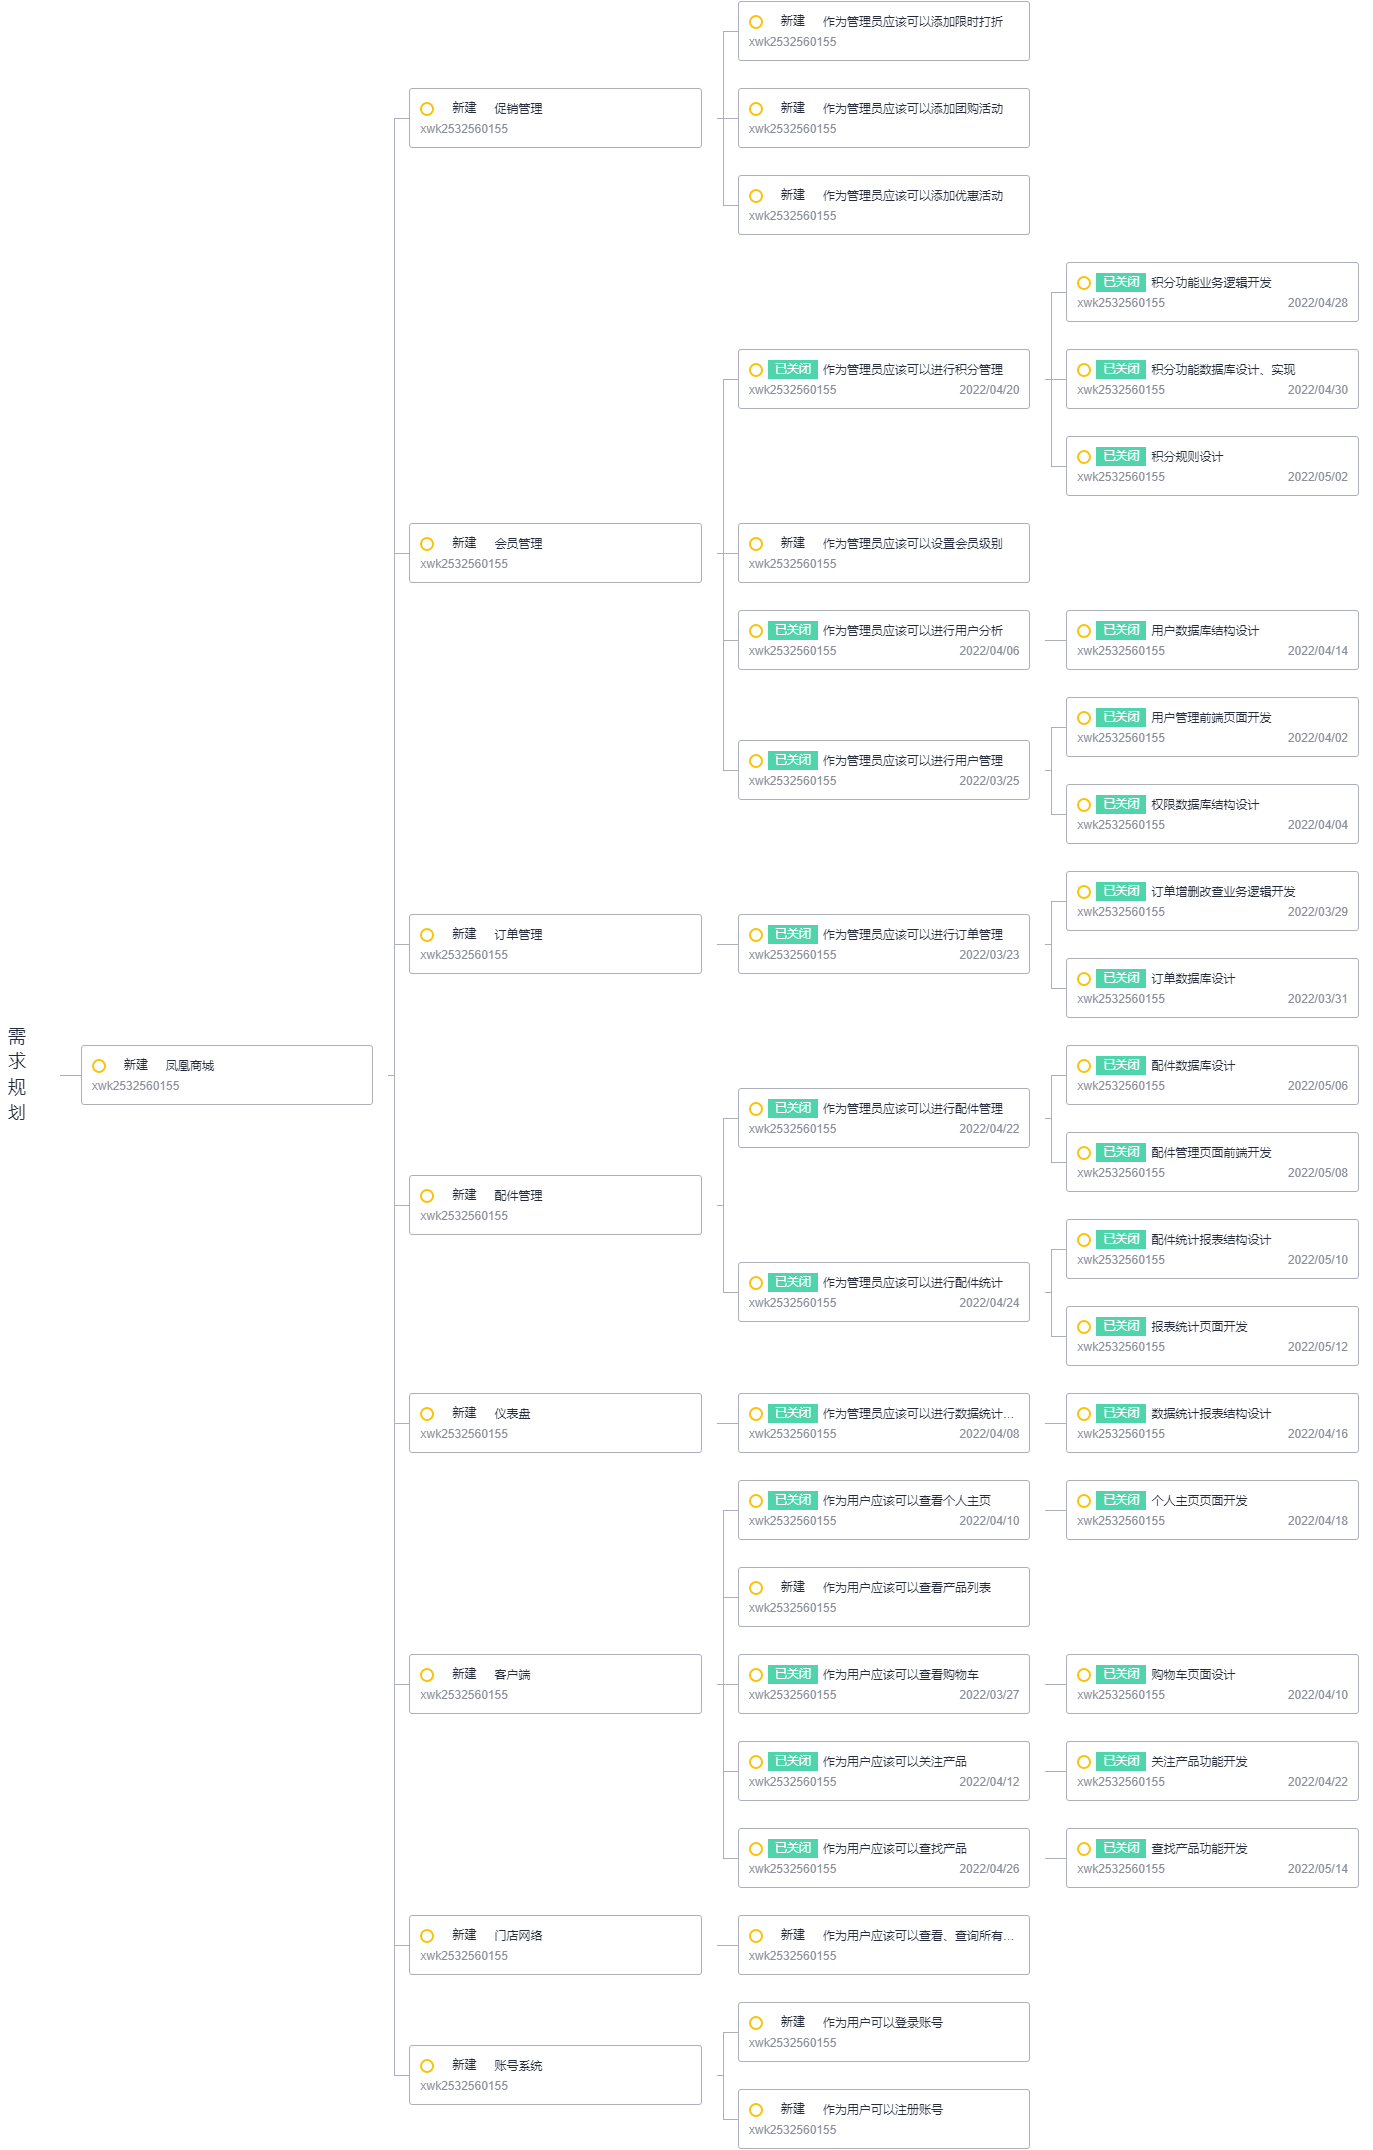 需求规划
新建 凤凰商城
xwk2532560155
新建 促销管理
xwk2532560155
新建 作为管理员应该可以添加限时打折
xwk2532560155
新建 作为管理员应该可以添加团购活动
xwk2532560155
新建 作为管理员应该可以添加优惠活动
xwk2532560155
新建 会员管理
xwk2532560155
已关闭 作为管理员应该可以进行积分管理
xwk2532560155 2022/04/20
已关闭 积分功能业务逻辑开发
xwk2532560155 2022/04/28
已关闭 积分功能数据库设计、实现
xwk2532560155 2022/04/30
已关闭 积分规则设计
xwk2532560155 2022/05/02
新建 作为管理员应该可以设置会员级别
xwk2532560155
已关闭 作为管理员应该可以进行用户分析
xwk2532560155 2022/04/06
已关闭 用户数据库结构设计
xwk2532560155 2022/04/14
已关闭 作为管理员应该可以进行用户管理
xwk2532560155 2022/03/25
已关闭 用户管理前端页面开发
xwk2532560155 2022/04/02
已关闭 权限数据库结构设计
xwk2532560155 2022/04/04
新建 订单管理
xwk2532560155
已关闭 作为管理员应该可以进行订单管理
xwk2532560155 2022/03/23
已关闭 订单增删改查业务逻辑开发
xwk2532560155 2022/03/29
已关闭 订单数据库设计
xwk2532560155 2022/03/31
新建 配件管理
xwk2532560155
已关闭 作为管理员应该可以进行配件管理
xwk2532560155 2022/04/22
已关闭 配件数据库设计
xwk2532560155 2022/05/06
已关闭 配件管理页面前端开发
xwk2532560155 2022/05/08
已关闭 作为管理员应该可以进行配件统计
xwk2532560155 2022/04/24
已关闭 配件统计报表结构设计
xwk2532560155 2022/05/10
已关闭 报表统计页面开发
xwk2532560155 2022/05/12
新建 仪表盘
xwk2532560155
已关闭 作为管理员应该可以进行数据统计...
xwk2532560155 2022/04/08
已关闭 数据统计报表结构设计
xwk2532560155 2022/04/16
新建 客户端
xwk2532560155
已关闭 作为用户应该可以查看个人主页
xwk2532560155 2022/04/10
已关闭 个人主页页面开发
xwk2532560155 2022/04/18
新建 作为用户应该可以查看产品列表
xwk2532560155
已关闭 作为用户应该可以查看购物车
xwk2532560155 2022/03/27
已关闭 购物车页面设计
xwk2532560155 2022/04/10
已关闭 作为用户应该可以关注产品
xwk2532560155 2022/04/12
已关闭 关注产品功能开发
xwk2532560155 2022/04/22
已关闭 作为用户应该可以查找产品
xwk2532560155 2022/04/26
已关闭 查找产品功能开发
xwk2532560155 2022/05/14
新建 门店网络
xwk2532560155
新建 作为用户应该可以查看、查询所有...
xwk2532560155
新建 账号系统
xwk2532560155
新建 作为用户可以登录账号
xwk2532560155
新建 作为用户可以注册账号
xwk2532560155